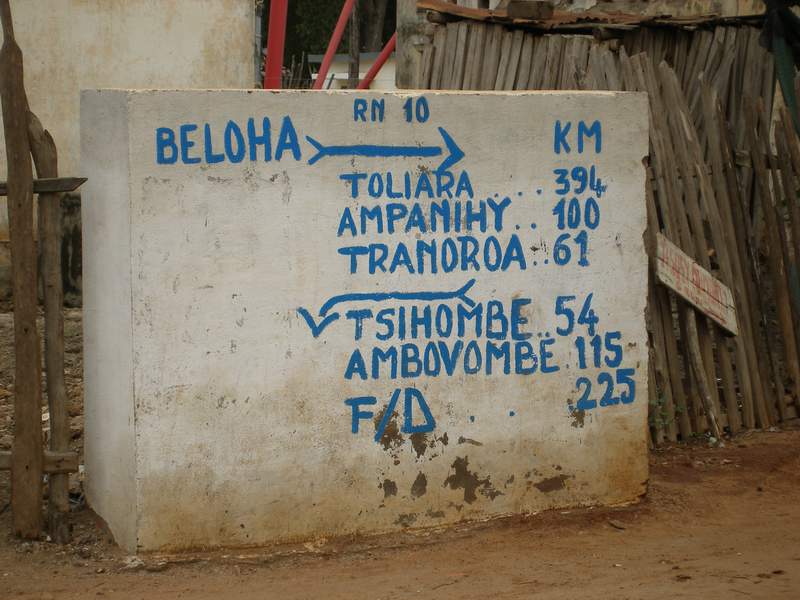 RN 10
BELOHA KM
TOLIARA . . . . 394
AMPANIHY . . 100
TRANOROA . . 61
TSIHOMBE . . 54
AMBOVOMBE . 115
F/D . . . 225